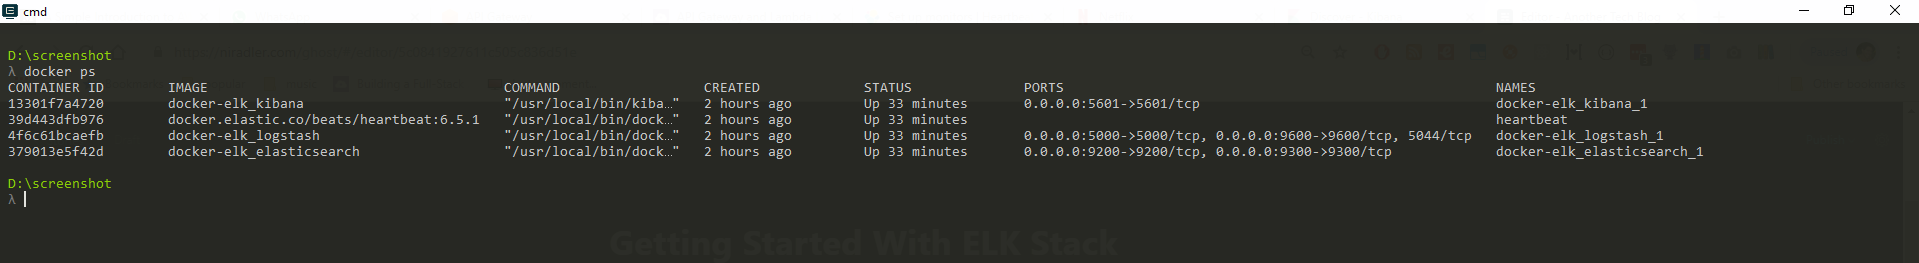 cmd
D:\screenshot
λ docker ps
CONTAINER ID IMAGE COMMAND CREATED STATUS PORTS NAMES
13301f7a4720 docker-elk_kibana "/usr/local/bin/kiba…" 2 hours ago Up 33 minutes 0.0.0.0:5601->5601/tcp docker-elk_kibana_1
39d443dfb976 docker.elastic.co/beats/heartbeat:6.5.1 "/usr/local/bin/dock…" 2 hours ago Up 33 minutes heartbeat
4f6c61bcaefb docker-elk_logstash "/usr/local/bin/dock…" 2 hours ago Up 33 minutes 0.0.0.0:5000->5000/tcp, 0.0.0.0:9600->9600/tcp, 5044/tcp docker-elk_logstash_1
379013e5f42d docker-elk_elasticsearch "/usr/local/bin/dock…" 2 hours ago Up 33 minutes 0.0.0.0:9200->9200/tcp, 0.0.0.0:9300->9300/tcp docker-elk_elasticsearch_1
D:\screenshot
λ
Getting Started With ELK Stack